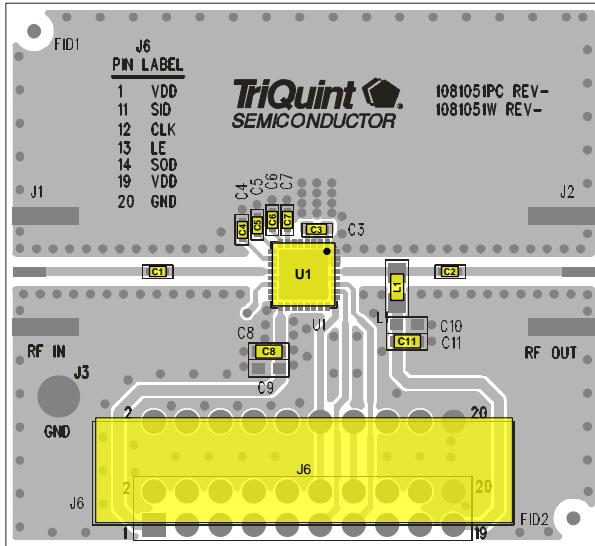 FID1
J6
PIN LABEL
1 VDD
11 SID
12 CLK
13 LE
14 SOD
19 VDD
20 GND
TriQuint
SEMICONDUCTOR
1081051PC REV-
1081051W REV-
J1
J2
C4
C5
C6
C7
C4
C5
C6
C7
C3
C3
C1
U1
C2
L1
L
U1
C8
C8
C9
C10
C11
C11
RF IN
RF OUT
J3
GND
2
20
J6
2
20
J6
FID2
1
19